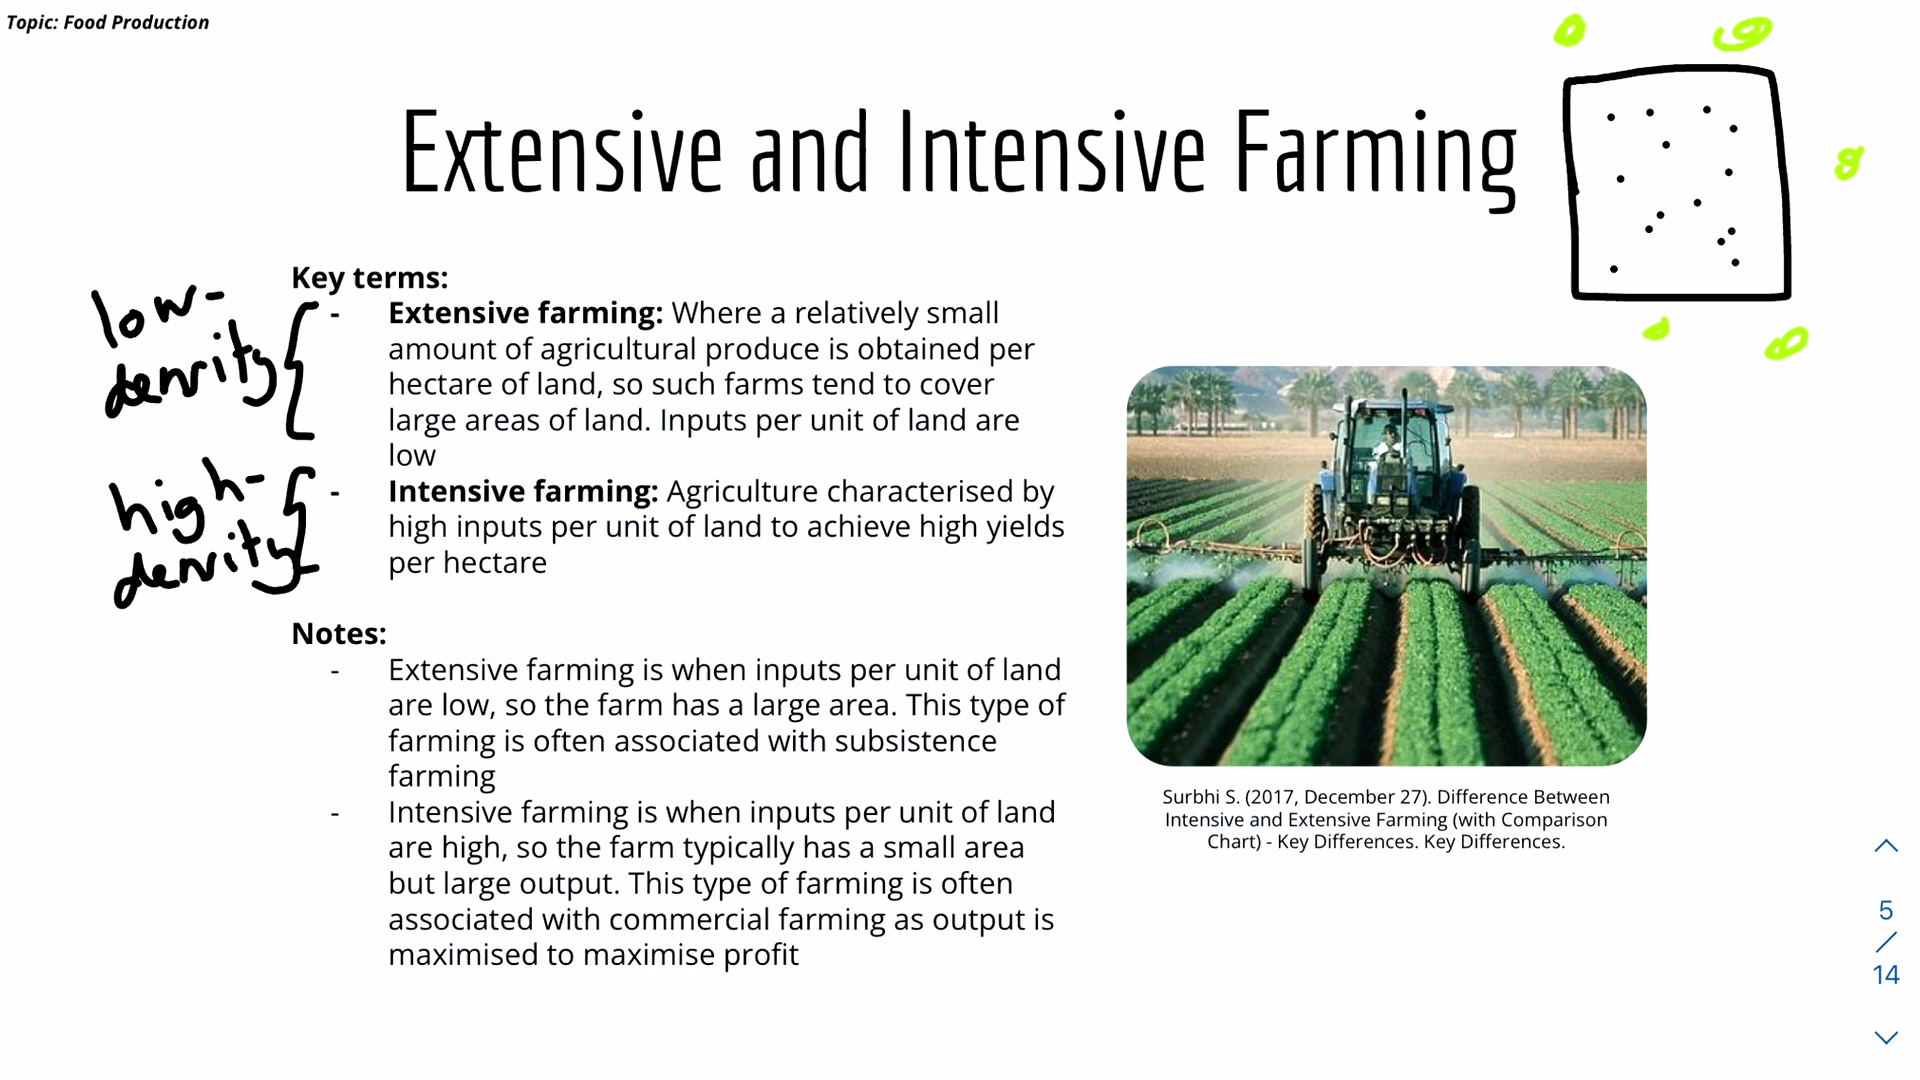 Topic: Food Production
Extensive and Intensive Farming
Key terms:
low-
density
- Extensive farming: Where a relatively small
amount of agricultural produce is obtained per
hectare of land, so such farms tend to cover
large areas of land. Inputs per unit of land are
low
high-
density
- Intensive farming: Agriculture characterised by
high inputs per unit of land to achieve high yields
per hectare
Notes:
- Extensive farming is when inputs per unit of land
are low, so the farm has a large area. This type of
farming is often associated with subsistence
farming
- Intensive farming is when inputs per unit of land
are high, so the farm typically has a small area
but large output. This type of farming is often
associated with commercial farming as output is
maximised to maximise profit
Surbhi S. (2017, December 27). Difference Between
Intensive and Extensive Farming (with Comparison
Chart) - Key Differences. Key Differences.
5
/
14